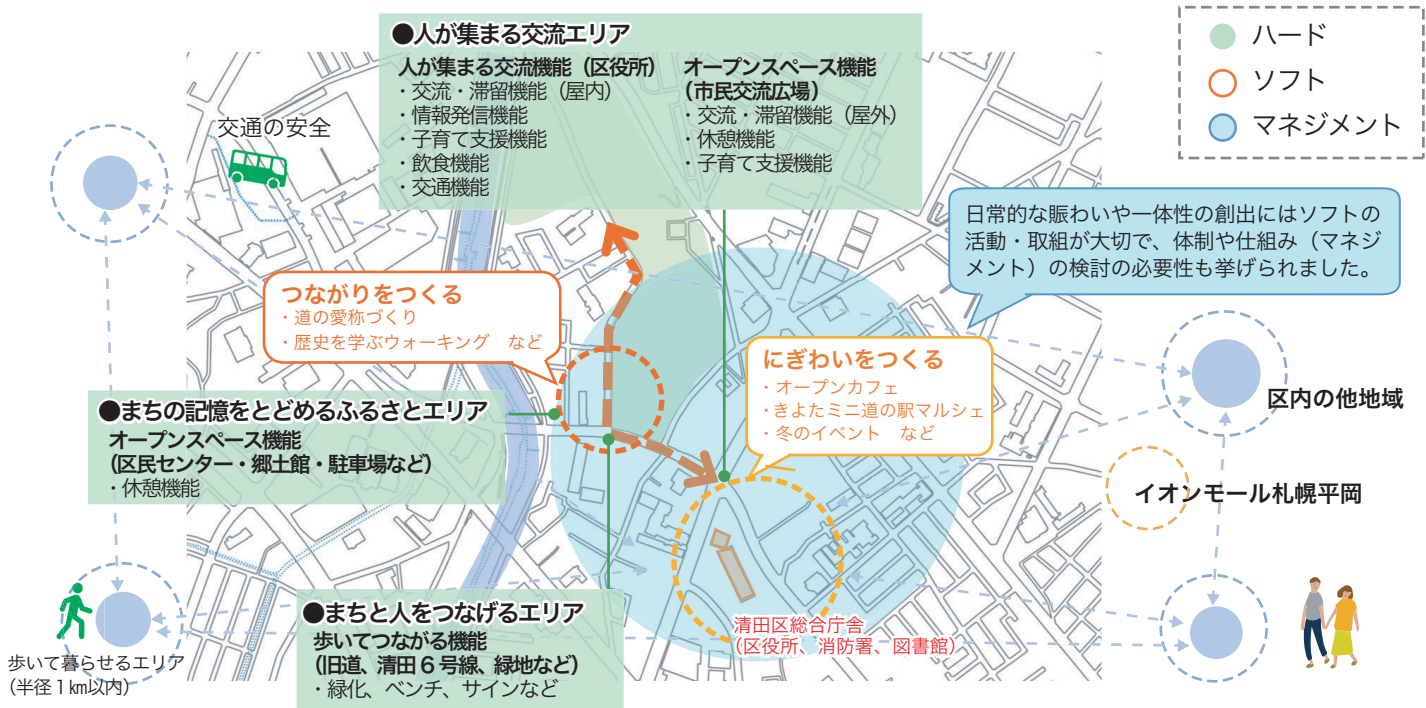 ●人が集まる交流エリア
人が集まる交流機能（区役所）
・交流・滞留機能（屋内）
・情報発信機能
・子育て支援機能
・飲食機能
・交通機能
オープンスペース機能
（市民交流広場）
・交流・滞留機能（屋外）
・休憩機能
・子育て支援機能
ハード
ソフト
マネジメント
交通の安全
日常的な賑わいや一体性の創出にはソフトの
活動・取組が大切で、体制や仕組み（マネジ
メント）の検討の必要性も挙げられました。
つながりをつくる
・道の愛称づくり
・歴史を学ぶウォーキング　など
にぎわいをつくる
・オープンカフェ
・きよたミニ道の駅マルシェ
・冬のイベント　など
●まちの記憶をとどめるふるさとエリア
オープンスペース機能
（区民センター・郷土館・駐車場など）
・休憩機能
区内の他地域
イオンモール札幌平岡
●まちと人をつなげるエリア
歩いてつながる機能
（旧道、清田６号線、緑地など）
・緑化、ベンチ、サインなど
清田区総合庁舎
（区役所、消防署、図書館）
歩いて暮らせるエリア
（半径１km以内）